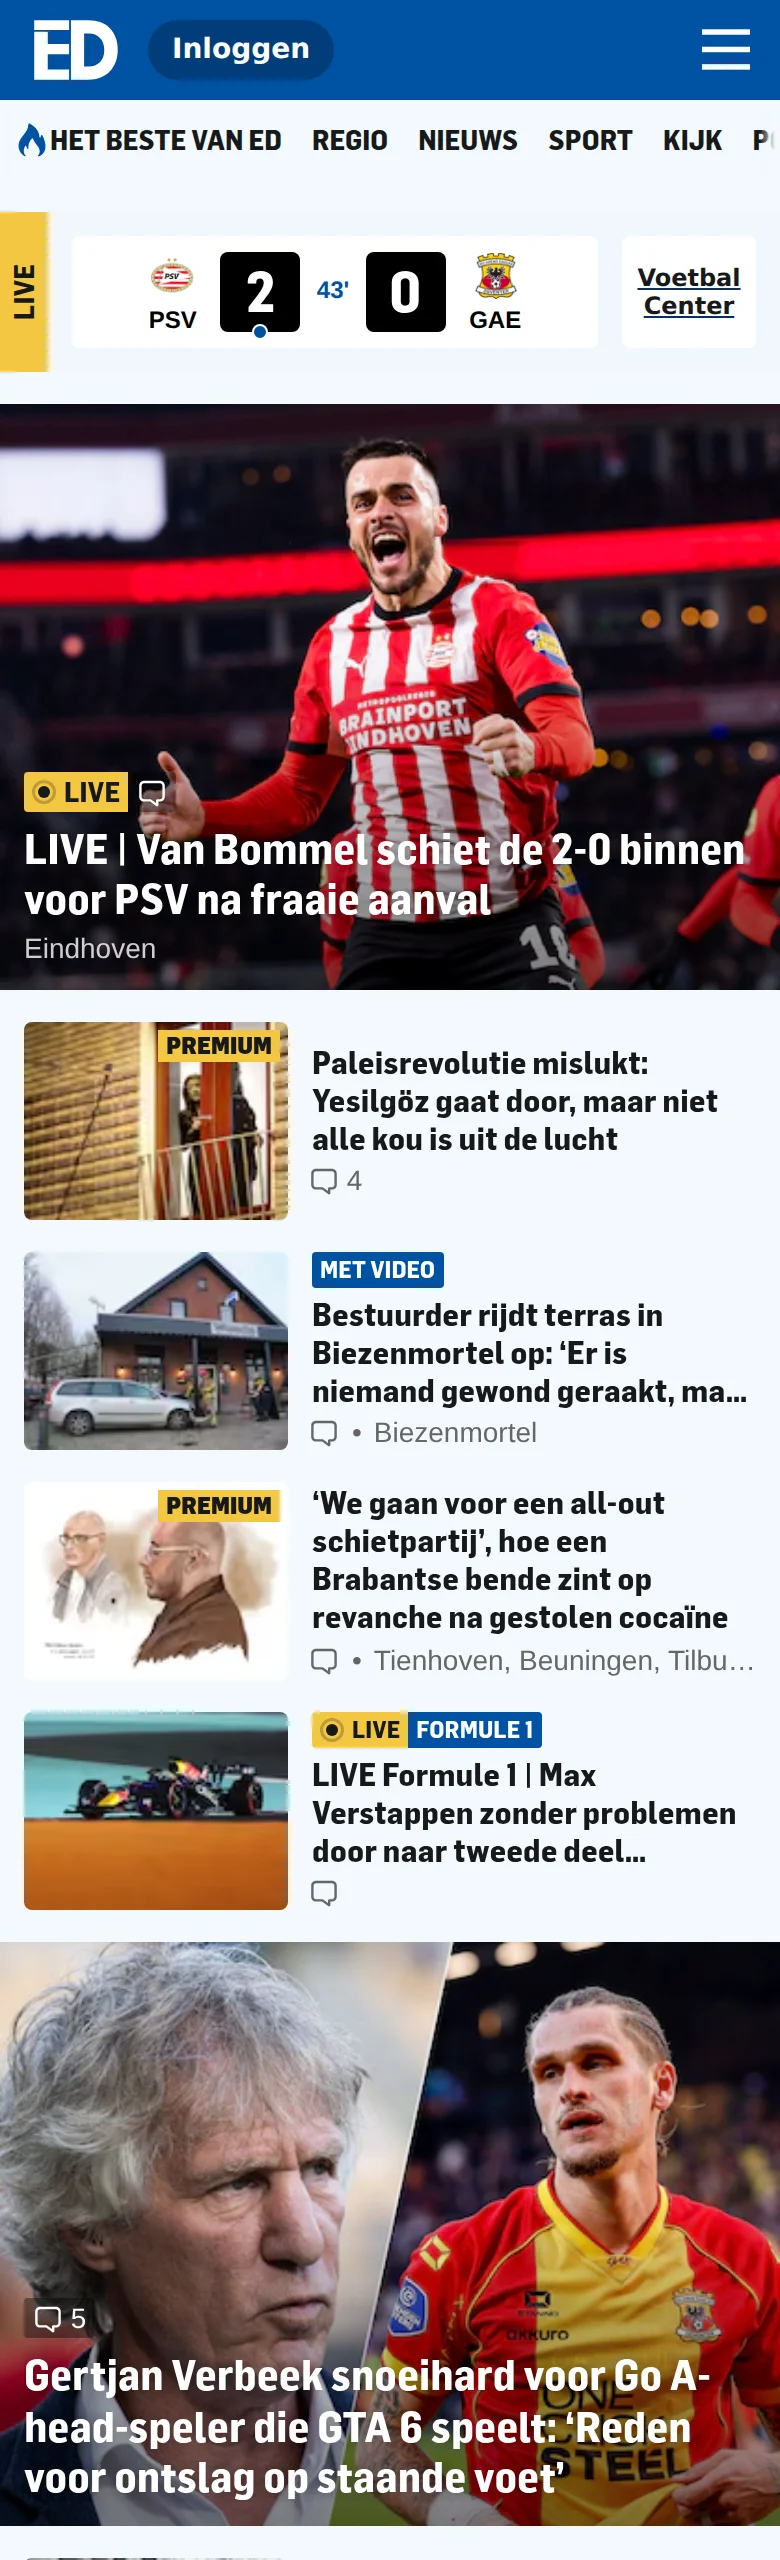 ED
Inloggen
HET BESTE VAN ED REGIO NIEUWS SPORT KIJK
LIVE
PSV
2
43'
0
GAE
Voetbal
Center
BRAINPORT
EINDHOVEN
LIVE
LIVE | Van Bommel schiet de 2-0 binnen
voor PSV na fraaie aanval
Eindhoven
PREMIUM
Paleisrevolutie mislukt:
Yesilgöz gaat door, maar niet
alle kou is uit de lucht
4
MET VIDEO
Bestuurder rijdt terras in
Biezenmortel op: ‘Er is
niemand gewond geraakt, ma...
• Biezenmortel
PREMIUM
‘We gaan voor een all-out
schietpartij’, hoe een
Brabantse bende zint op
revanche na gestolen cocaïne
• Tienhoven, Beuningen, Tilbu...
LIVE FORMULE 1
LIVE Formule 1 | Max
Verstappen zonder problemen
door naar tweede deel...
5
Gertjan Verbeek snoeihard voor Go A-
head-speler die GTA 6 speelt: ‘Reden
voor ontslag op staande voet’
akkuro
ONE
STEEL